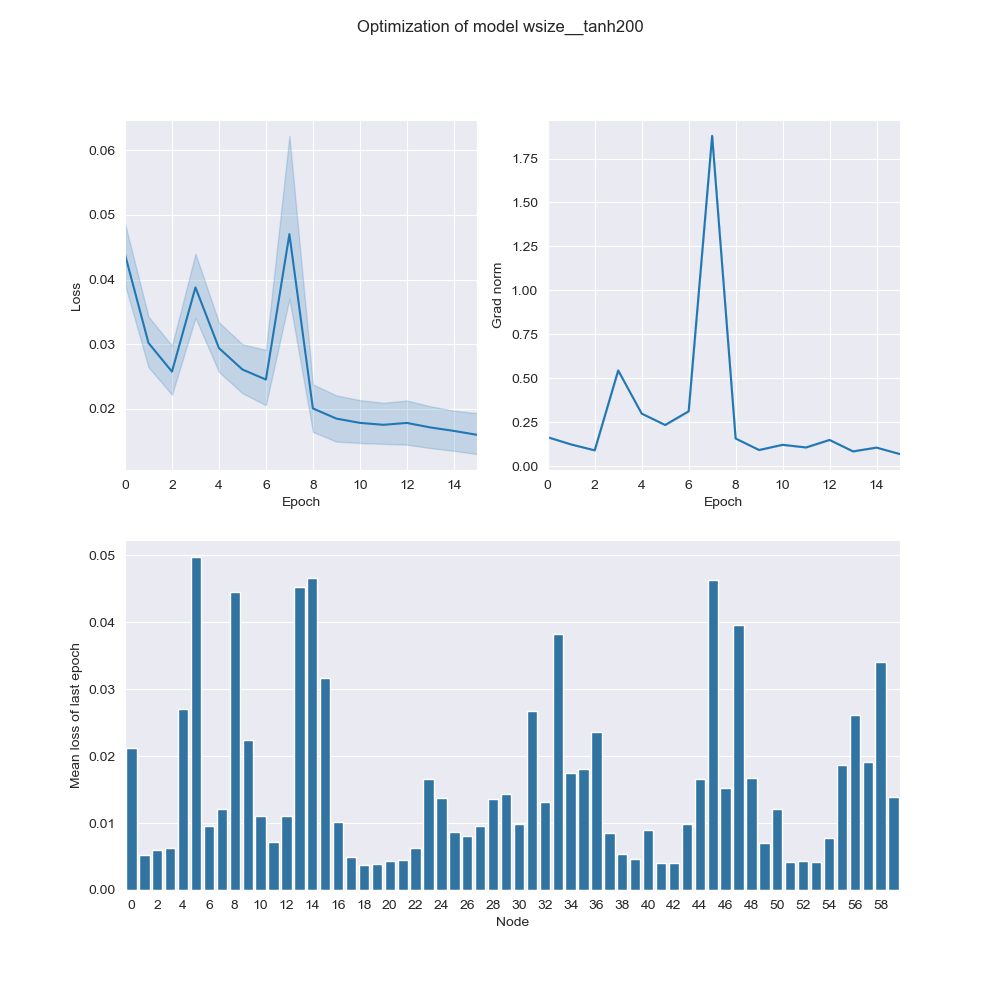 Optimization of model wsize__tanh200
0.06
0.05
0.04
0.03
0.02
Loss
0 2 4 6 8 10 12 14
Epoch
1.75
1.50
1.25
1.00
0.75
0.50
0.25
0.00
Grad norm
0 2 4 6 8 10 12 14
Epoch
0.05
0.04
0.03
0.02
0.01
0.00
Mean loss of last epoch
0 2 4 6 8 10 12 14 16 18 20 22 24 26 28 30 32 34 36 38 40 42 44 46 48 50 52 54 56 58
Node